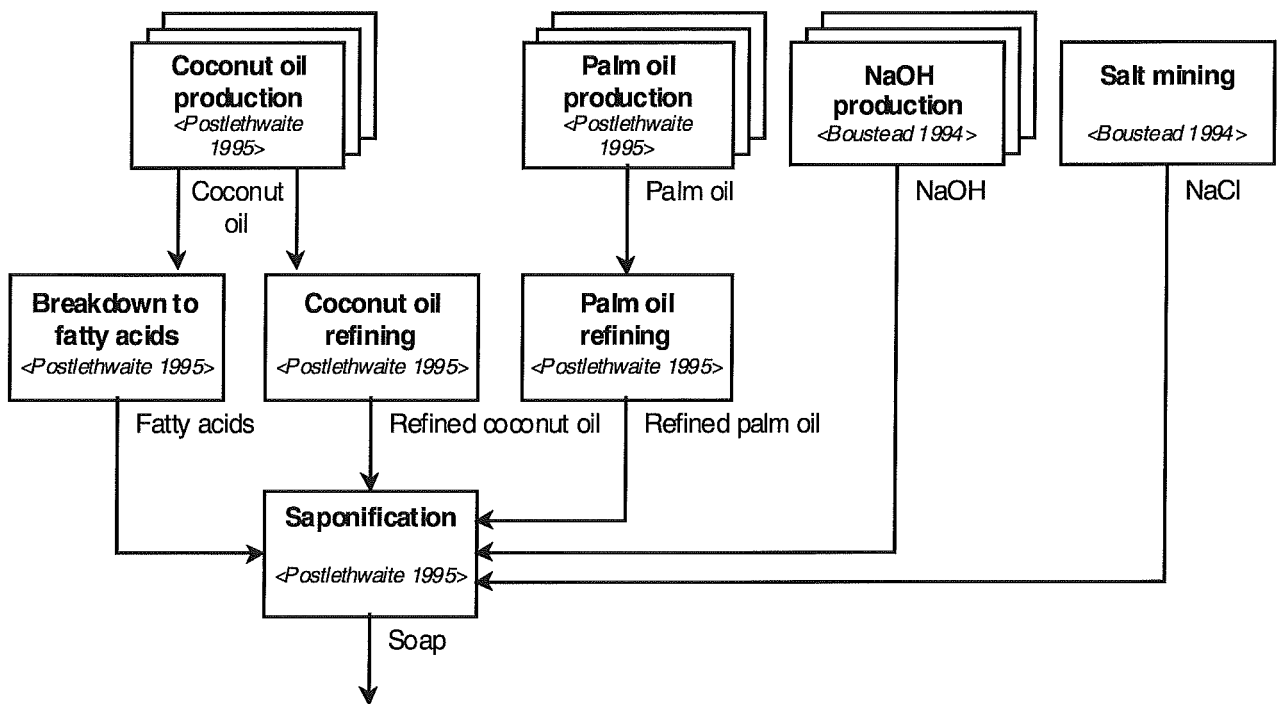 Coconut oil
production
<Postlethwaite
1995>
Palm oil
production
<Postlethwaite
1995>
NaOH
production
<Boustead 1994>
Salt mining
<Boustead 1994>
Coconut
oil
Palm oil
NaOH
NaCl
Breakdown to
fatty acids
<Postlethwaite 1995>
Coconut oil
refining
<Postlethwaite 1995>
Palm oil
refining
<Postlethwaite 1995>
Fatty acids
Refined coconut oil
Refined palm oil
Saponification
<Postlethwaite 1995>
Soap